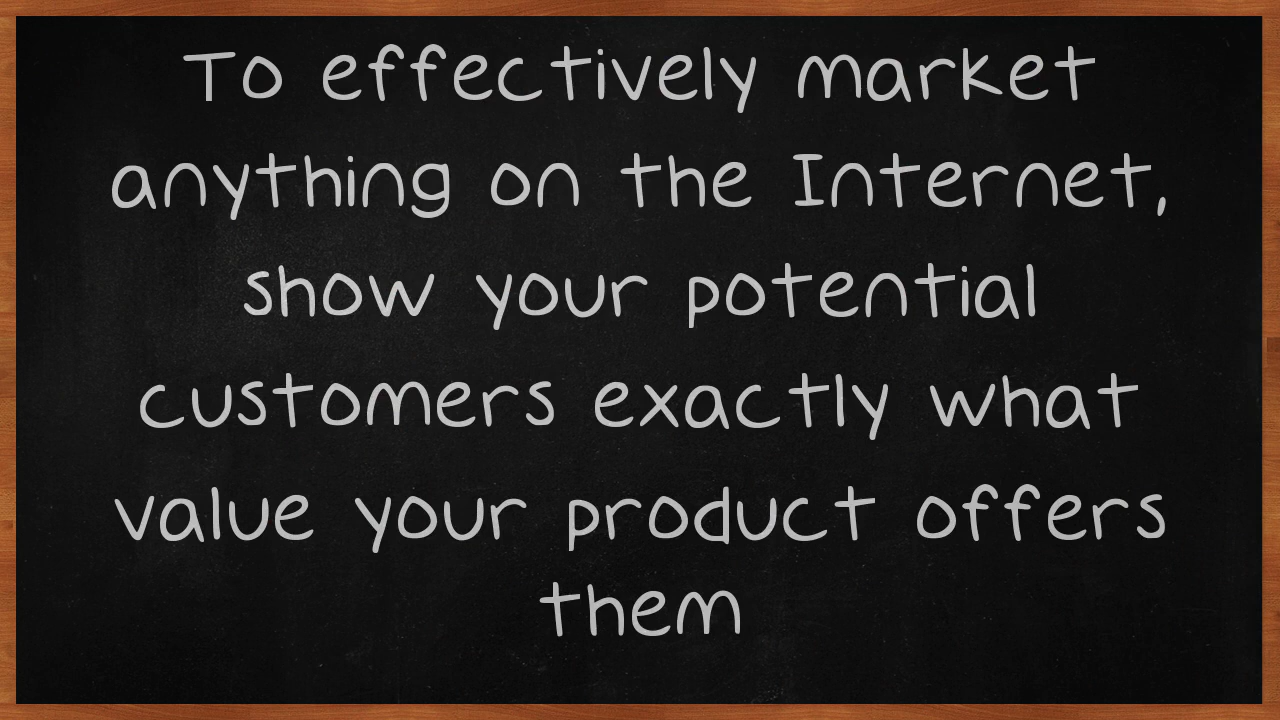 To effectively market
anything on the Internet,
show your potential
customers exactly what
value your product offers
them